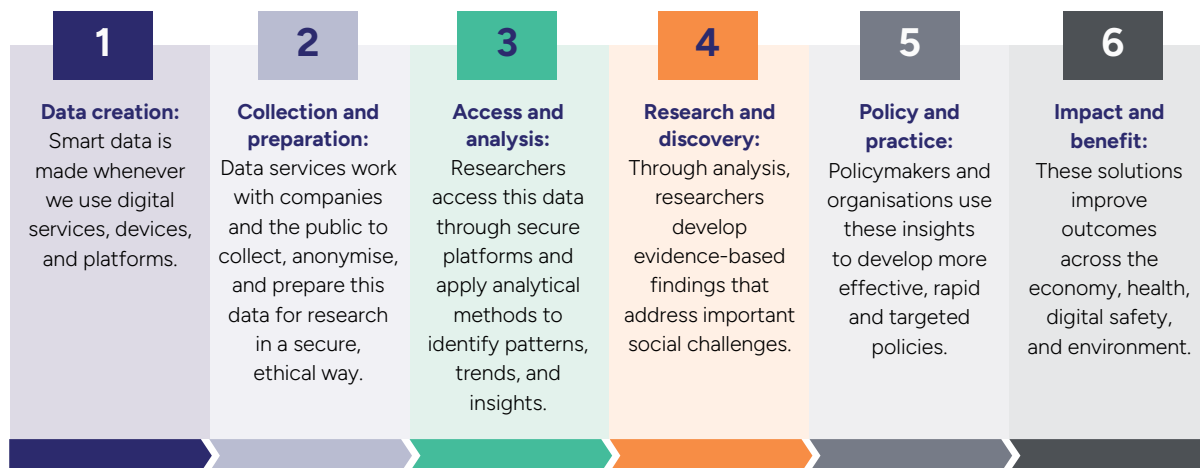 1
Data creation:
Smart data is
made whenever
we use digital
services, devices,
and platforms.
2
Collection and
preparation:
Data services work
with companies
and the public to
collect, anonymise,
and prepare this
data for research
in a secure,
ethical way.
3
Access and
analysis:
Researchers
access this data
through secure
platforms and
apply analytical
methods to
identify patterns,
trends, and
insights.
4
Research and
discovery:
Through analysis,
researchers
develop
evidence-based
findings that
address important
social challenges.
5
Policy and
practice:
Policymakers and
organisations use
these insights
to develop more
effective, rapid
and targeted
policies.
6
Impact and
benefit:
These solutions
improve
outcomes
across the
economy, health,
digital safety,
and environment.